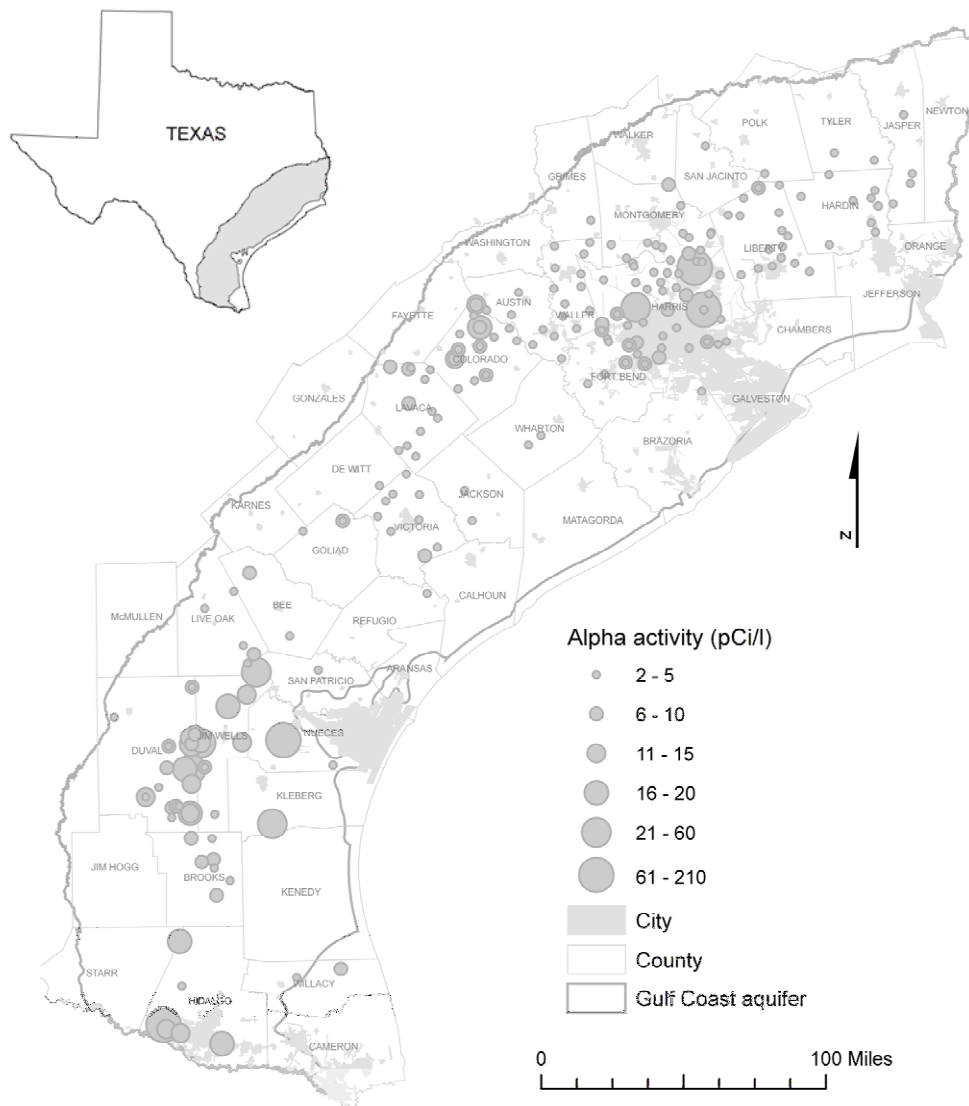 TEXAS
NEWTON
JASPER
TYLER
POLK
WALKER
SAN JACINTO
GRIMES
HARDIN
MONTGOMERY
WASHINGTON
LIBERTY
ORANGE
JEFFERSON
AUSTIN
WALLER
HARRIS
FAYETTE
CHAMBERS
COLORADO
FORT BEND
GALVESTON
GONZALES
LAVACA
WHARTON
BRAZORIA
DE WITT
JACKSON
KARNES
MATAGORDA
VICTORIA
GOLIAD
CALHOUN
BEE
McMULLEN
LIVE OAK
REFUGIO
ARANSAS
SAN PATRICIO
NUECES
JIM WELLS
DUVAL
KLEBERG
JIM HOGG
BROOKS
KENEDY
STARR
WILLACY
HIDALGO
CAMERON
N
Alpha activity (pCi/l)
2 - 5
6 - 10
11 - 15
16 - 20
21 - 60
61 - 210
City
County
Gulf Coast aquifer
0 100 Miles